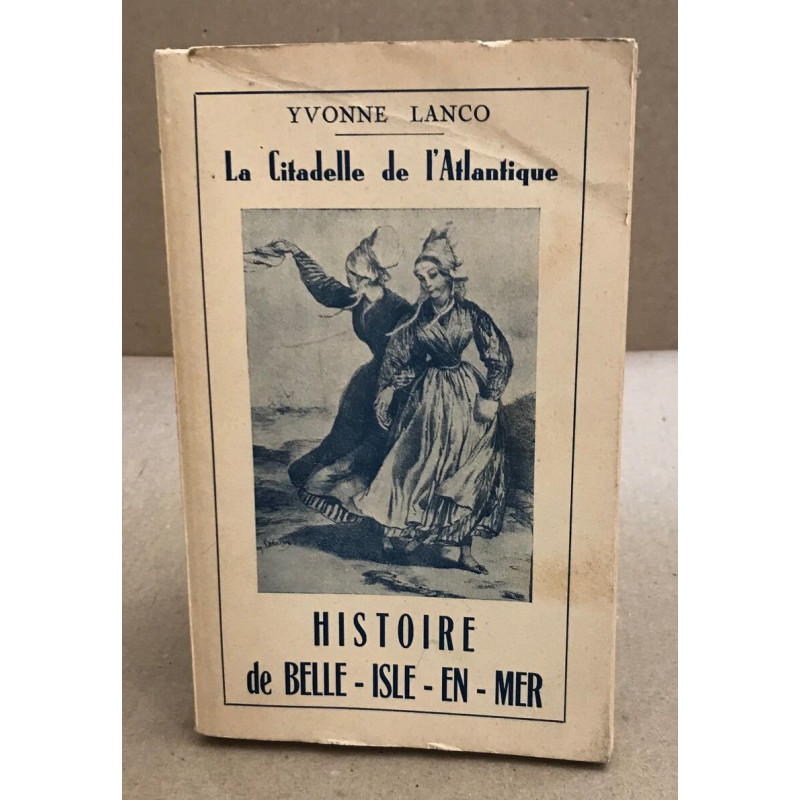 YVONNE LANCO
La Citadelle de l'Atlantique
HISTOIRE
de BELLE - ISLE - EN - MER